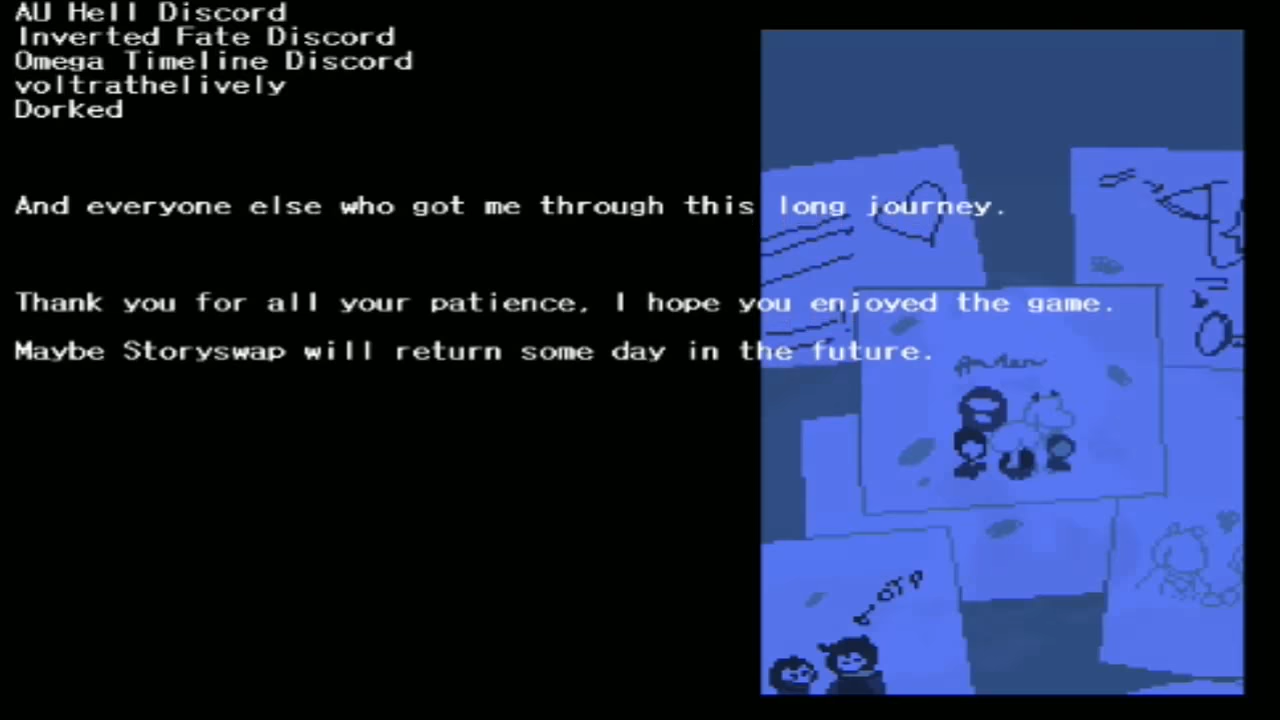 AU Hell Discord
Inverted Fate Discord
Omega Timeline Discord
voltrathelively
Dorked
And everyone else who got me through this long journey.
Thank you for all your patience, I hope you enjoyed the game.
Maybe Storyswap will return some day in the future.
OTP